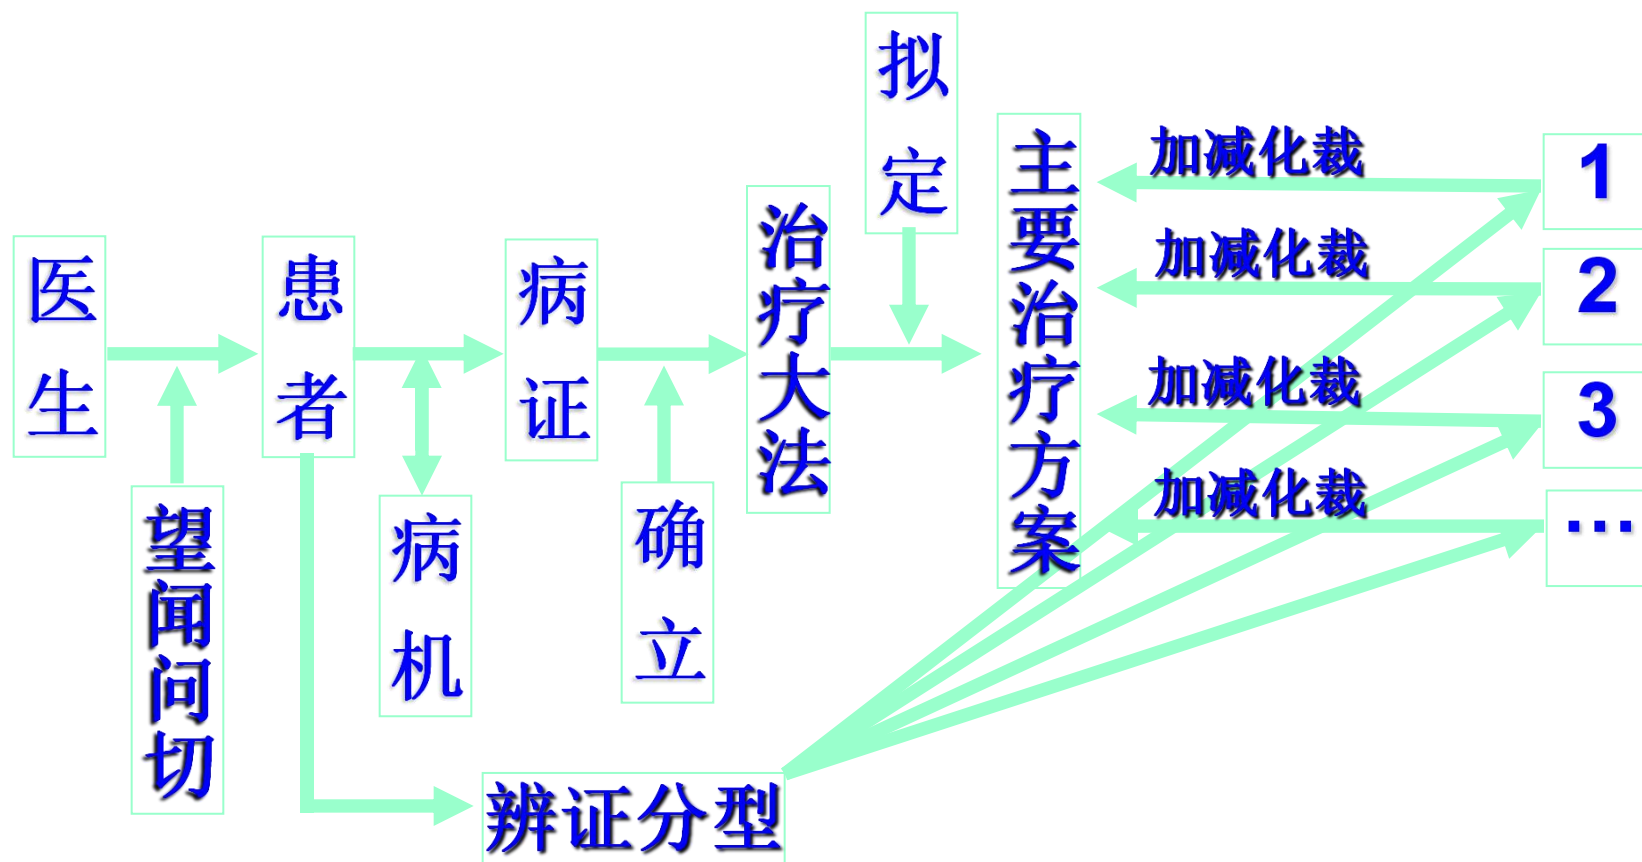 医生
望闻问切
患者
病机
病证
确立
治疗大法
拟定
主要治疗方案
加减化裁
1
加减化裁
2
加减化裁
3
加减化裁
…
辨证分型